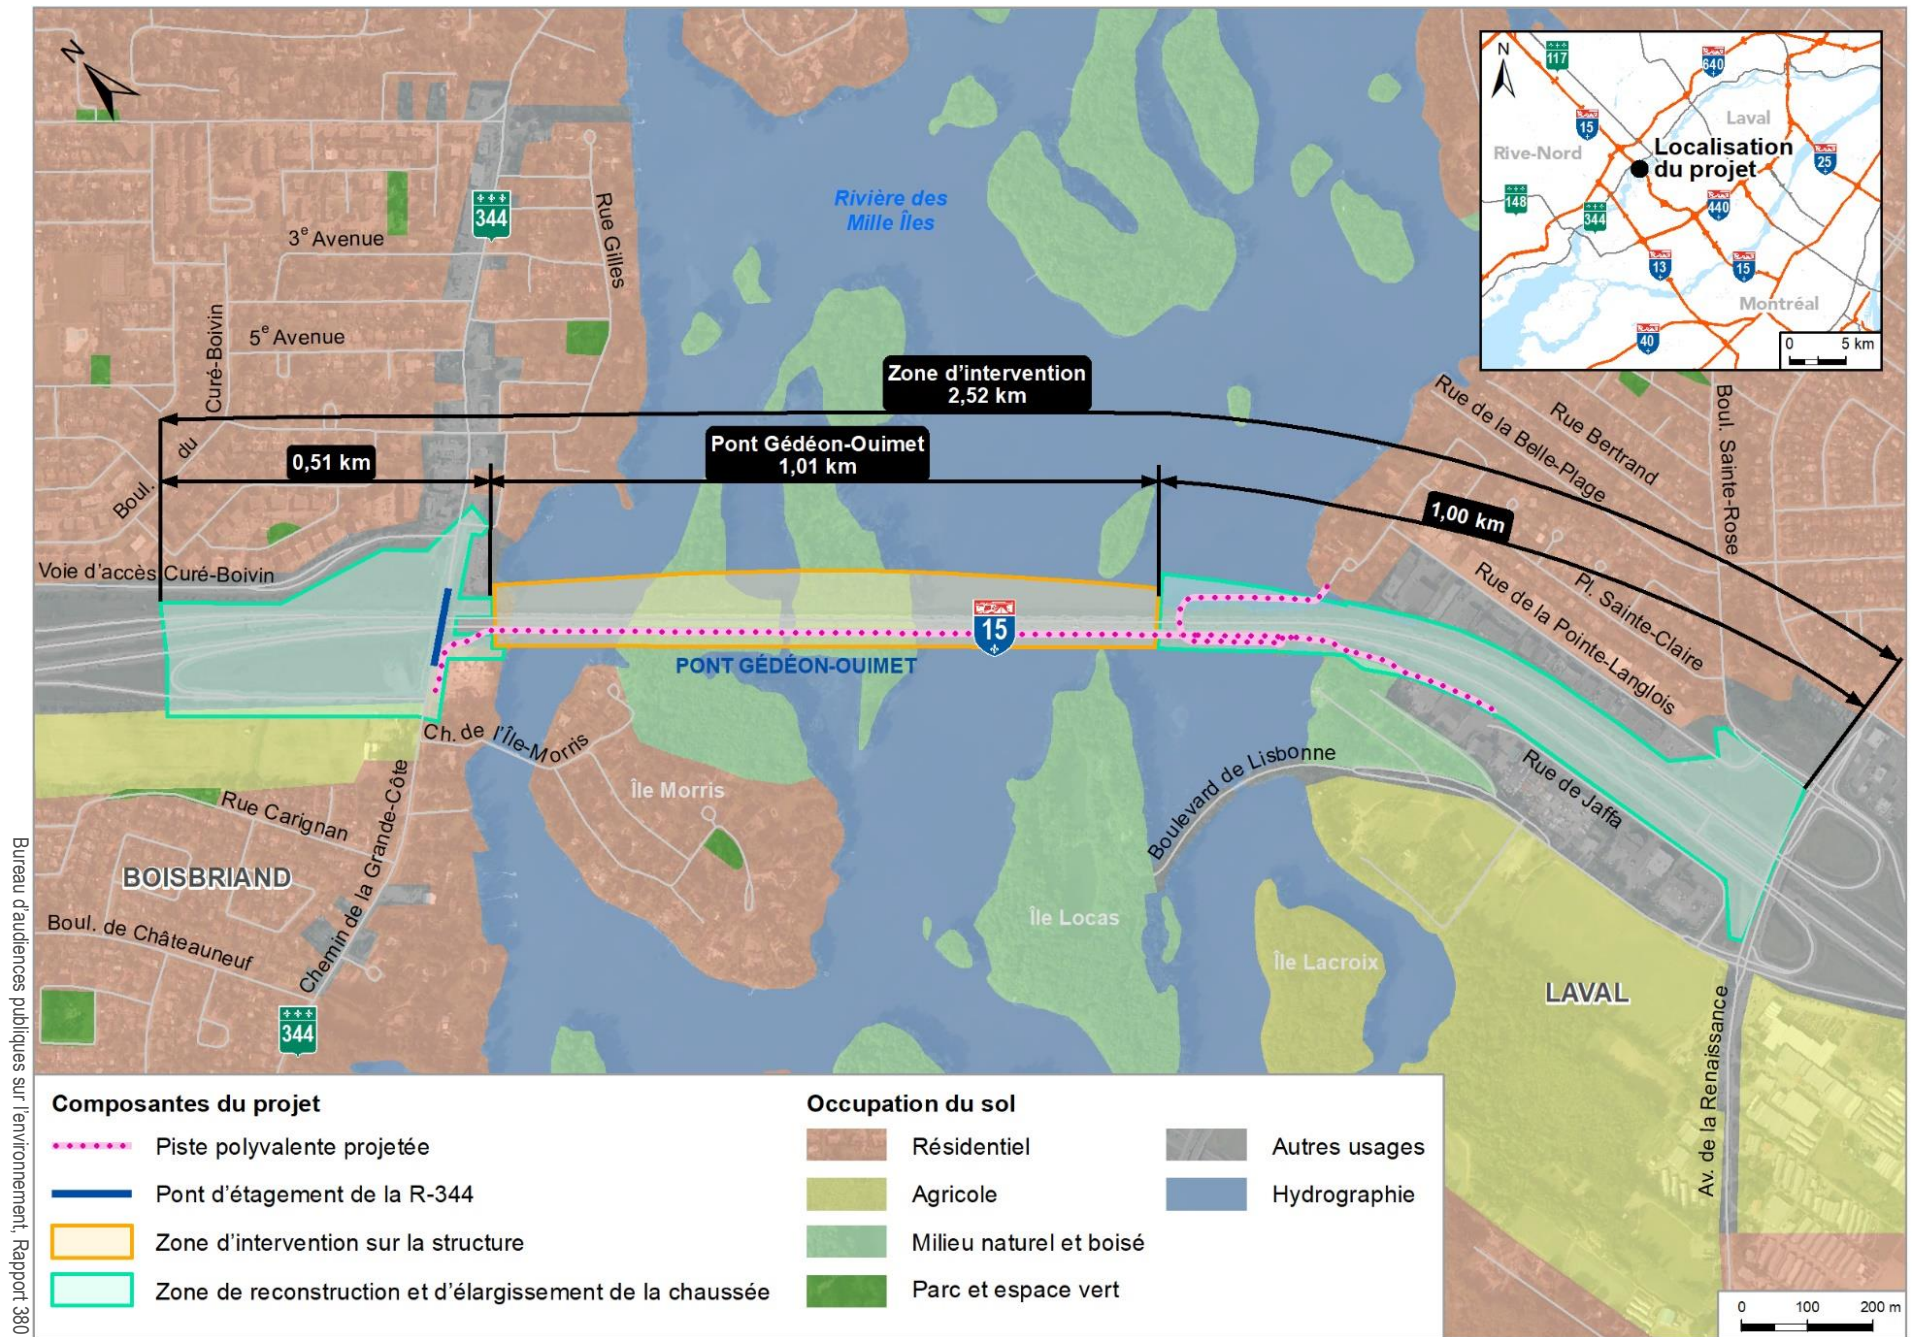 N
3e Avenue
344
Rue Gilles
Rivière des
Mille Îles
5e Avenue
Curé-Boivin
du
Boul.
Zone d'intervention
2,52 km
0,51 km
Pont Gédéon-Ouimet
1,01 km
1,00 km
Voie d'accès Curé-Boivin
15
PONT GÉDÉON-OUIMET
Rue de la Belle-Plage
Rue Bertrand
Boul. Sainte-Rose
Pl. Sainte-Claire
Rue de la Pointe-Langlois
Rue de Jaffa
Boulevard de Lisbonne
Ch. de l'Île-Morris
Île Morris
Rue Carignan
BOISBRIAND
Chemin de la Grande-Côte
Boul. de Châteauneuf
344
Île Locas
Île Lacroix
LAVAL
Av. de la Renaissance
N
117
640
15
Laval
Rive-Nord
Localisation
du projet
25
148
344
440
13
15
Montréal
40
0 5 km
Composantes du projet
Piste polyvalente projetée
Pont d'étagement de la R-344
Zone d'intervention sur la structure
Zone de reconstruction et d'élargissement de la chaussée
Occupation du sol
Résidentiel
Agricole
Milieu naturel et boisé
Parc et espace vert
Autres usages
Hydrographie
0 100 200 m
Bureau d'audiences publiques sur l'environnement, Rapport 380